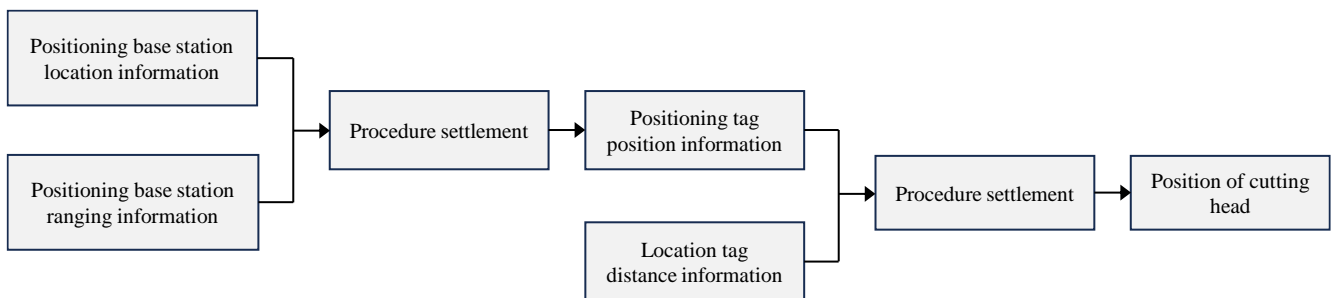 Positioning base station
location information
Positioning base station
ranging information
Procedure settlement
Positioning tag
position information
Location tag
distance information
Procedure settlement
Position of cutting
head